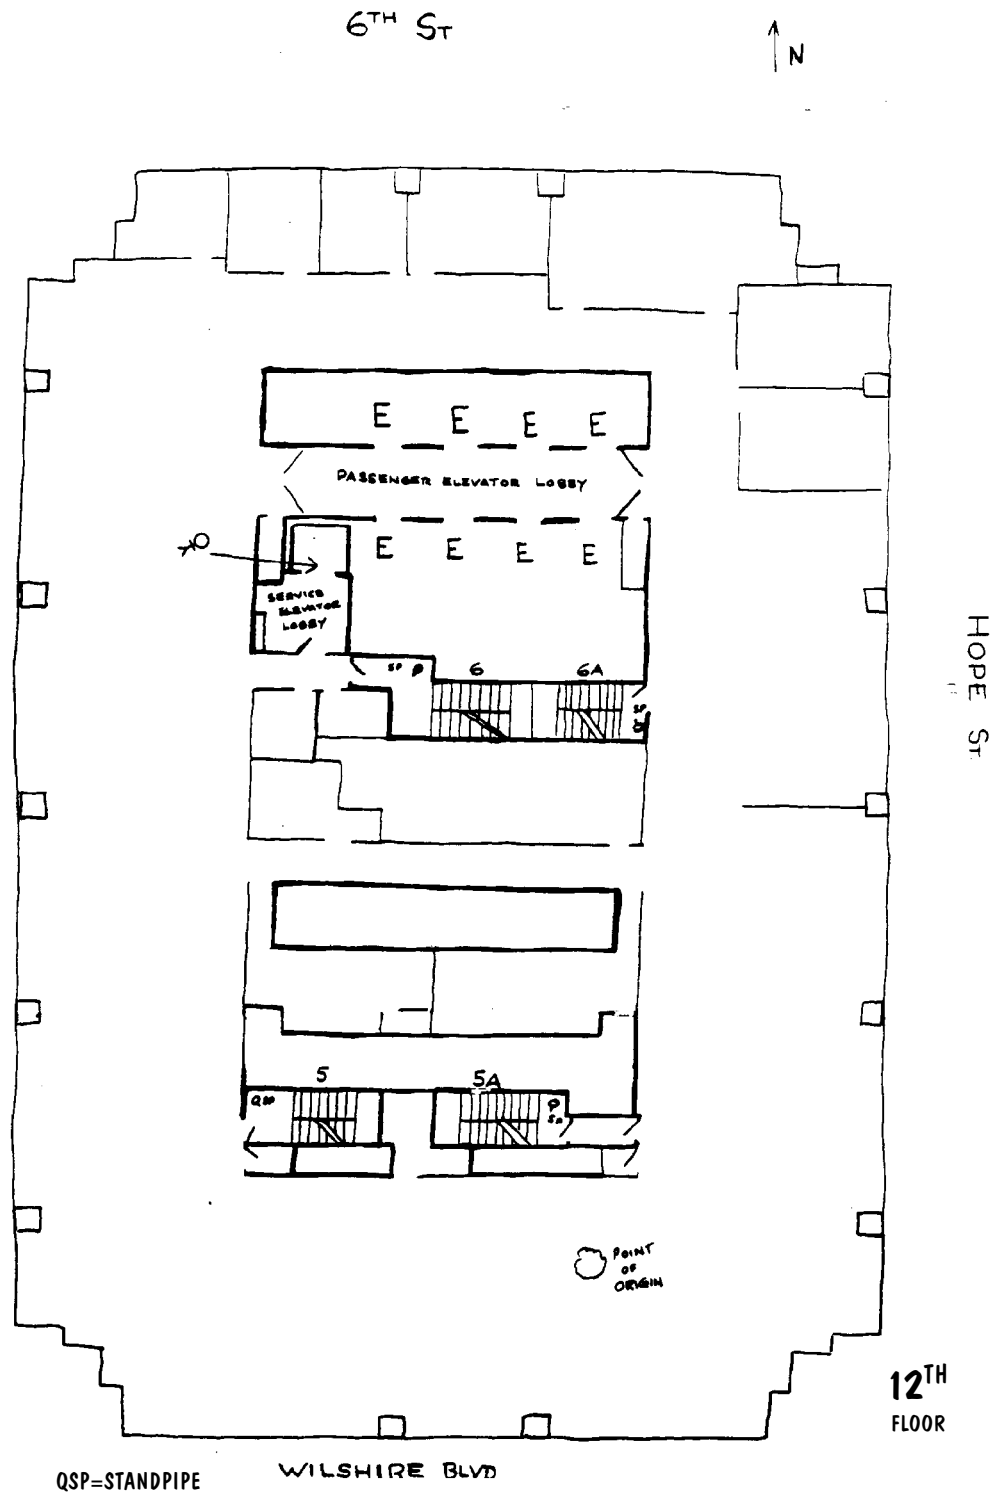 6TH ST
N
E E E E
PASSENGER ELEVATOR LOBBY
E E E E
SERVICE
ELEVATOR
LOBBY
HOPE ST.
SP
6
6A
SP
5
5A
QSP
SP
POINT
OF
ORIGIN
12TH
FLOOR
WILSHIRE BLVD
QSP=STANDPIPE